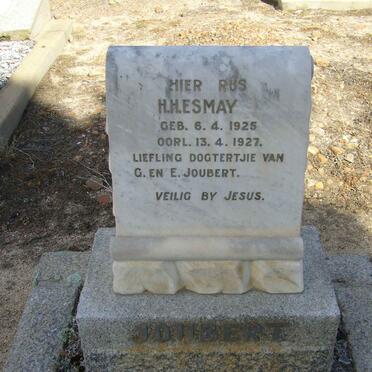 HIER RUS
H.H.ESMAY
GEB. 6. 4. 1925
OORL. 13. 4. 1927.
LIEFLING DOGTERTJIE VAN
G. EN E. JOUBERT.
VEILIG BY JESUS.
JOUBERT